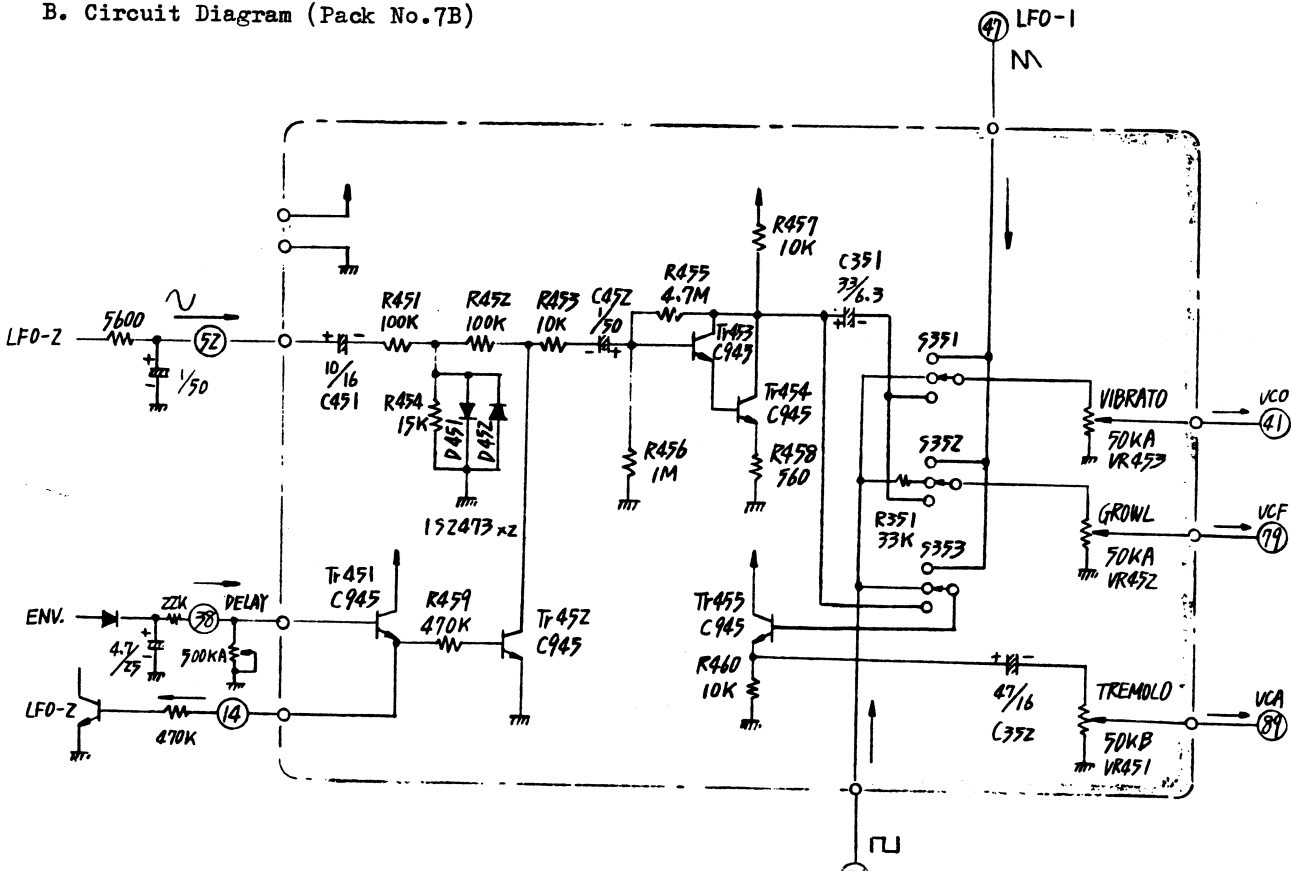 B. Circuit Diagram (Pack No.7B)
47 LFO-1
R457
10K
C351
33/6.3
R455
4.7M
R451
100K
R452
100K
R453
10K
C452
1/50
5600
LFO-2
52
1/50
10/16
C451
R454
15K
D451
D452
1S2473 x2
Tr453
C945
Tr454
C945
R456
1M
R458
560
S351
VIBRATO
50KA
VR453
VCO
41
S352
R351
33K
GROWL
50KA
VR452
VCF
79
S353
ENV.
22K
38
DELAY
4.7/25
500KA
Tr451
C945
R459
470K
Tr452
C945
Tr455
C945
R460
10K
47/16
C352
TREMOLO
50KB
VR451
VCA
89
LFO-2
470K
14